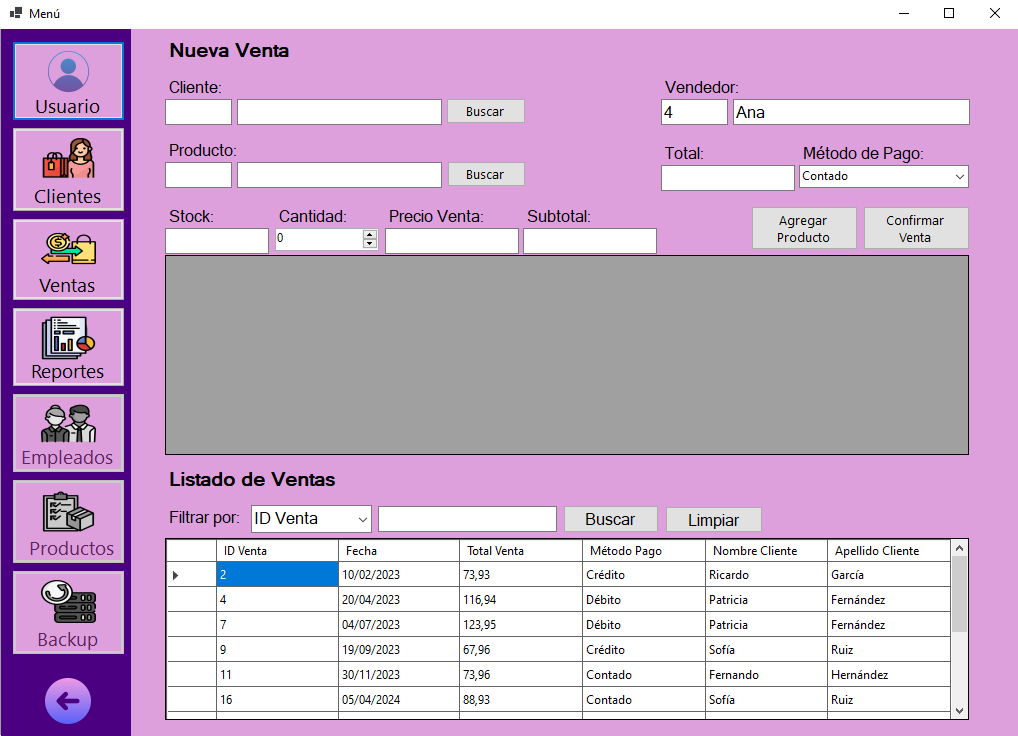 Menú
Usuario
Clientes
Ventas
Reportes
Empleados
Productos
Backup
Nueva Venta
Cliente:
Buscar
Vendedor:
4 Ana
Producto:
Buscar
Total:
Método de Pago:
Contado
Stock:
Cantidad:
0
Precio Venta:
Subtotal:
Agregar
Producto
Confirmar
Venta
Listado de Ventas
Filtrar por: ID Venta Buscar Limpiar
ID Venta Fecha Total Venta Método Pago Nombre Cliente Apellido Cliente
2 10/02/2023 73,93 Crédito Ricardo García
4 20/04/2023 116,94 Débito Patricia Fernández
7 04/07/2023 123,95 Débito Patricia Fernández
9 19/09/2023 67,96 Crédito Sofía Ruiz
11 30/11/2023 73,96 Contado Fernando Hernández
16 05/04/2024 88,93 Contado Sofía Ruiz